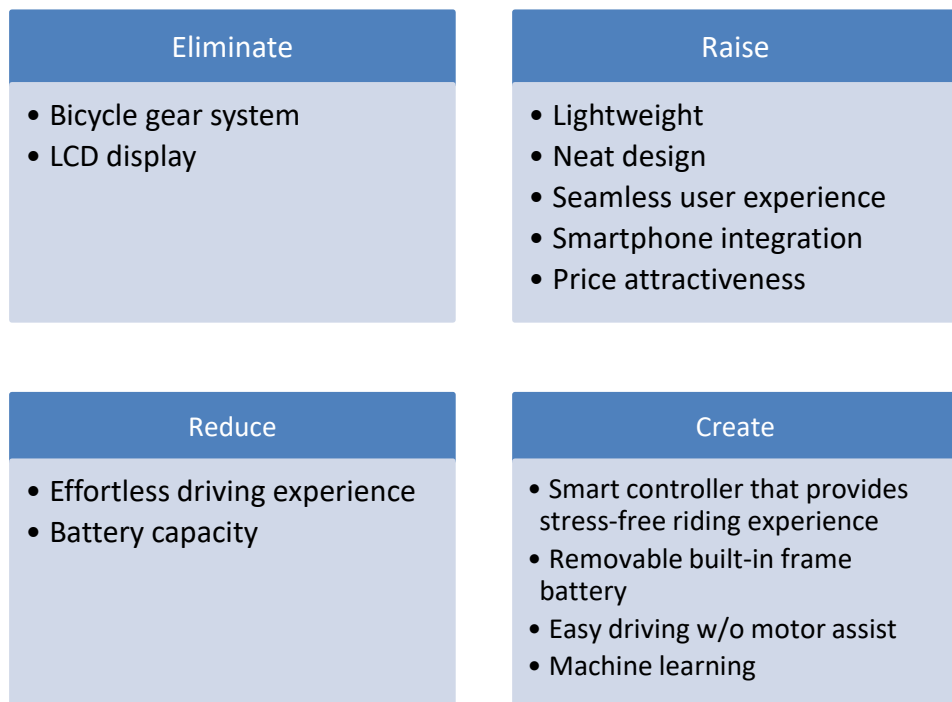 Eliminate
• Bicycle gear system
• LCD display
Raise
• Lightweight
• Neat design
• Seamless user experience
• Smartphone integration
• Price attractiveness
Reduce
• Effortless driving experience
• Battery capacity
Create
• Smart controller that provides
stress-free riding experience
• Removable built-in frame
battery
• Easy driving w/o motor assist
• Machine learning